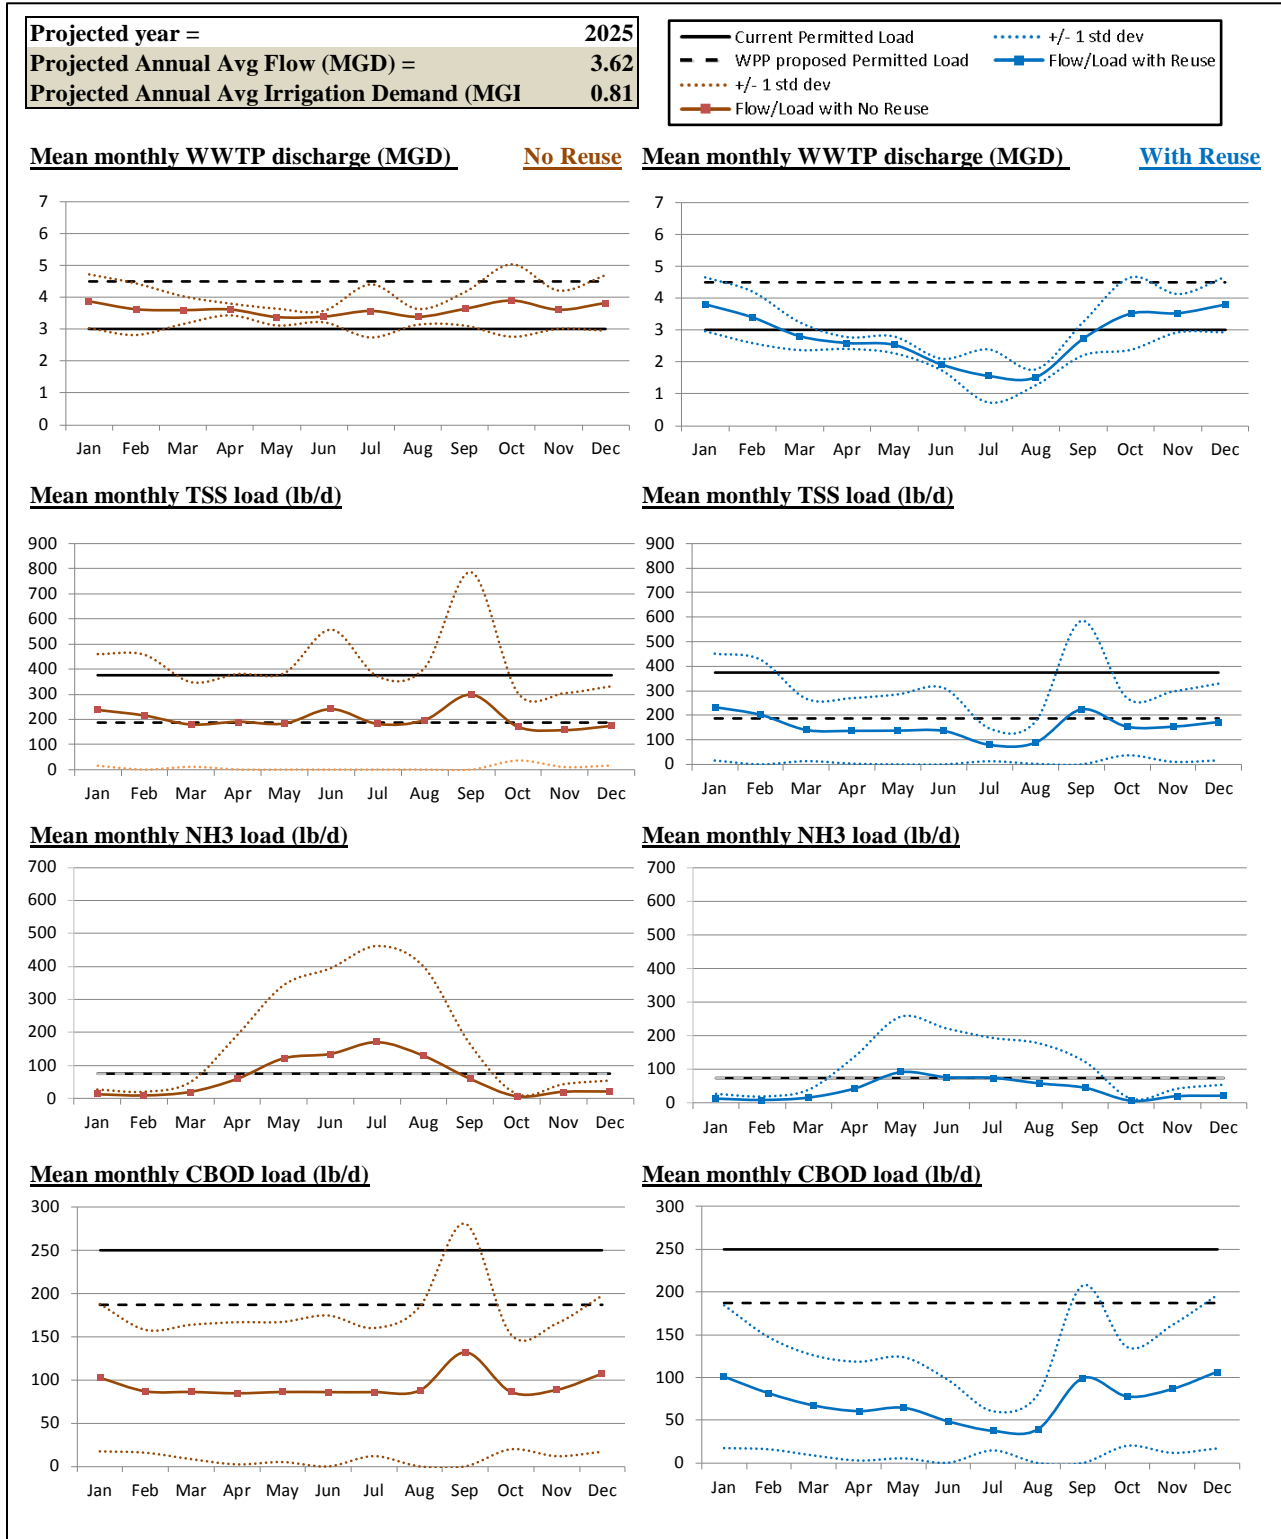 Projected year = 2025
Projected Annual Avg Flow (MGD) = 3.62
Projected Annual Avg Irrigation Demand (MGI 0.81
Current Permitted Load
+/- 1 std dev
WPP proposed Permitted Load
Flow/Load with Reuse
+/- 1 std dev
Flow/Load with No Reuse
Mean monthly WWTP discharge (MGD) No Reuse
7
6
5
4
3
2
1
0
Jan Feb Mar Apr May Jun Jul Aug Sep Oct Nov Dec
Mean monthly WWTP discharge (MGD) With Reuse
7
6
5
4
3
2
1
0
Jan Feb Mar Apr May Jun Jul Aug Sep Oct Nov Dec
Mean monthly TSS load (lb/d)
900
800
700
600
500
400
300
200
100
0
Jan Feb Mar Apr May Jun Jul Aug Sep Oct Nov Dec
Mean monthly TSS load (lb/d)
900
800
700
600
500
400
300
200
100
0
Jan Feb Mar Apr May Jun Jul Aug Sep Oct Nov Dec
Mean monthly NH3 load (lb/d)
700
600
500
400
300
200
100
0
Jan Feb Mar Apr May Jun Jul Aug Sep Oct Nov Dec
Mean monthly NH3 load (lb/d)
700
600
500
400
300
200
100
0
Jan Feb Mar Apr May Jun Jul Aug Sep Oct Nov Dec
Mean monthly CBOD load (lb/d)
300
250
200
150
100
50
0
Jan Feb Mar Apr May Jun Jul Aug Sep Oct Nov Dec
Mean monthly CBOD load (lb/d)
300
250
200
150
100
50
0
Jan Feb Mar Apr May Jun Jul Aug Sep Oct Nov Dec